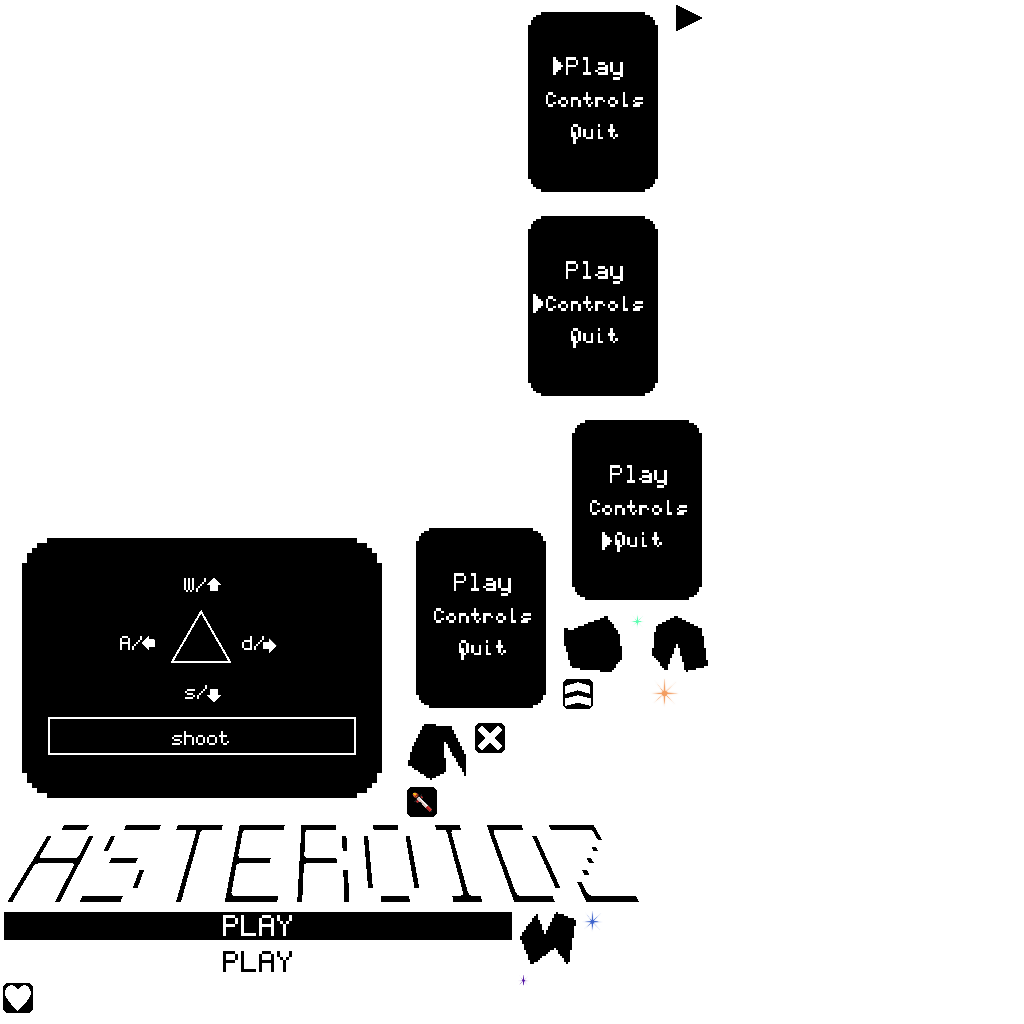 Play
Controls
Quit
Play
Controls
Quit
Play
Controls
Quit
Play
Controls
Quit
W/
A/
d/
s/
shoot
ASTEROIDZ
PLAY
PLAY